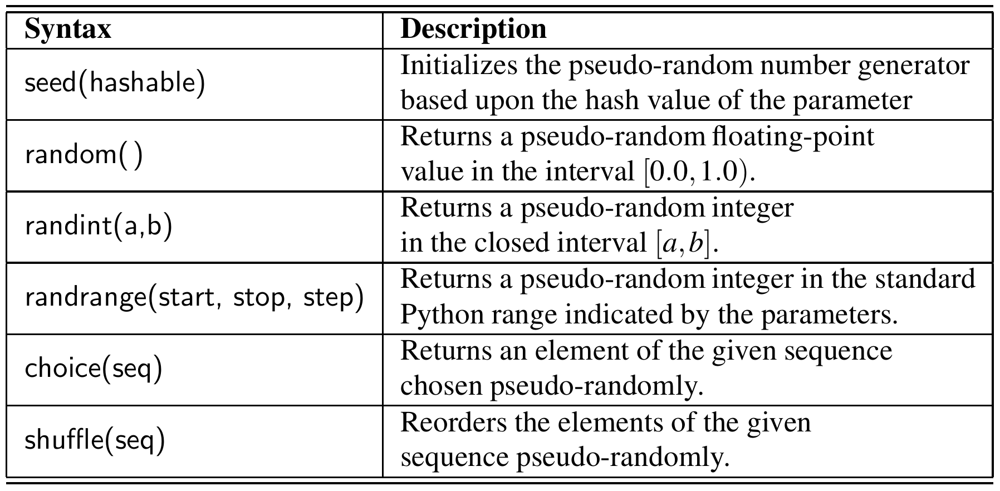 Syntax Description
seed(hashable) Initializes the pseudo-random number generator
based upon the hash value of the parameter
random( ) Returns a pseudo-random floating-point
value in the interval [0.0, 1.0).
randint(a,b) Returns a pseudo-random integer
in the closed interval [a, b].
randrange(start, stop, step) Returns a pseudo-random integer in the standard
Python range indicated by the parameters.
choice(seq) Returns an element of the given sequence
chosen pseudo-randomly.
shuffle(seq) Reorders the elements of the given
sequence pseudo-randomly.